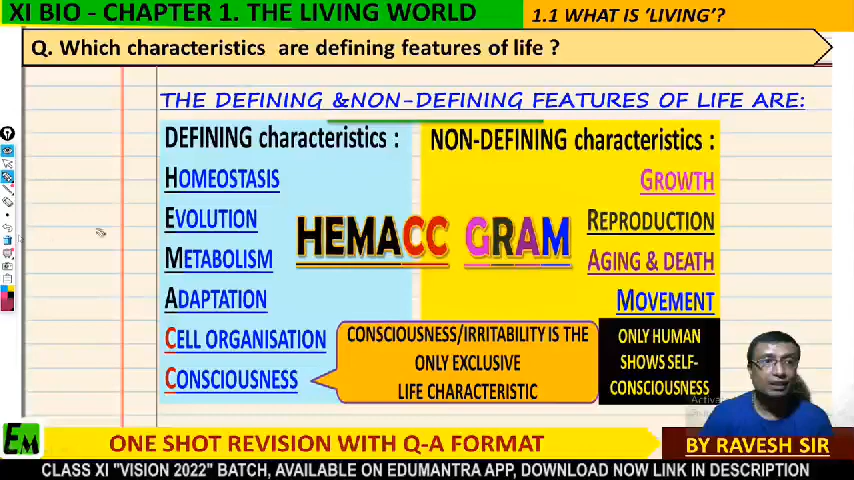 XI BIO - CHAPTER 1. THE LIVING WORLD
1.1 WHAT IS ‘LIVING’?
Q. Which characteristics are defining features of life ?
THE DEFINING &NON-DEFINING FEATURES OF LIFE ARE:
DEFINING characteristics :
HOMEOSTASIS
EVOLUTION
METABOLISM
ADAPTATION
CELL ORGANISATION
CONSCIOUSNESS
HEMACC GRAM
NON-DEFINING characteristics :
GROWTH
REPRODUCTION
AGING & DEATH
MOVEMENT
CONSCIOUSNESS/IRRITABILITY IS THE
ONLY EXCLUSIVE
LIFE CHARACTERISTIC
ONLY HUMAN
SHOWS SELF-
CONSCIOUSNESS
EM
ONE SHOT REVISION WITH Q-A FORMAT
BY RAVESH SIR
CLASS XI "VISION 2022" BATCH, AVAILABLE ON EDUMANTRA APP, DOWNLOAD NOW LINK IN DESCRIPTION